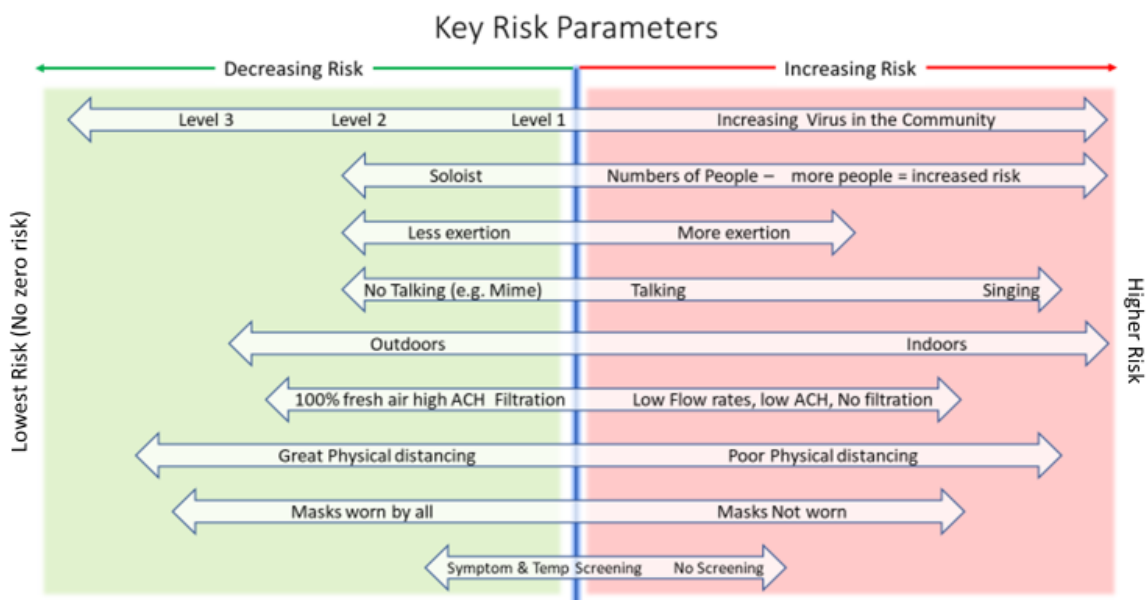 Key Risk Parameters
Decreasing Risk Increasing Risk
Level 3 Level 2 Level 1 Increasing Virus in the Community
Soloist Numbers of People – more people = increased risk
Less exertion More exertion
No Talking (e.g. Mime) Talking Singing
Outdoors Indoors
100% fresh air high ACH Filtration Low Flow rates, low ACH, No filtration
Great Physical distancing Poor Physical distancing
Masks worn by all Masks Not worn
Symptom & Temp Screening No Screening
Lowest Risk (No zero risk)
Higher Risk